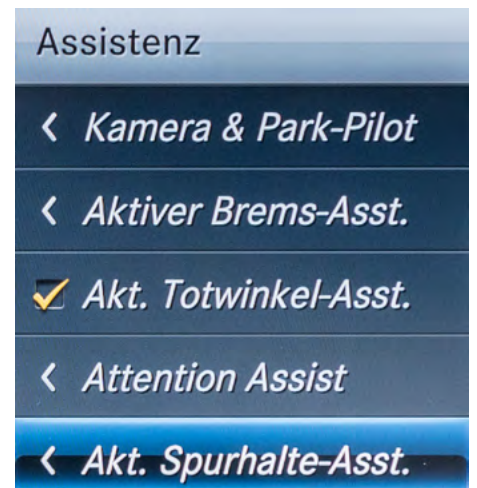 Assistenz
Kamera & Park-Pilot
Aktiver Brems-Asst.
Akt. Totwinkel-Asst.
Attention Assist
Akt. Spurhalte-Asst.